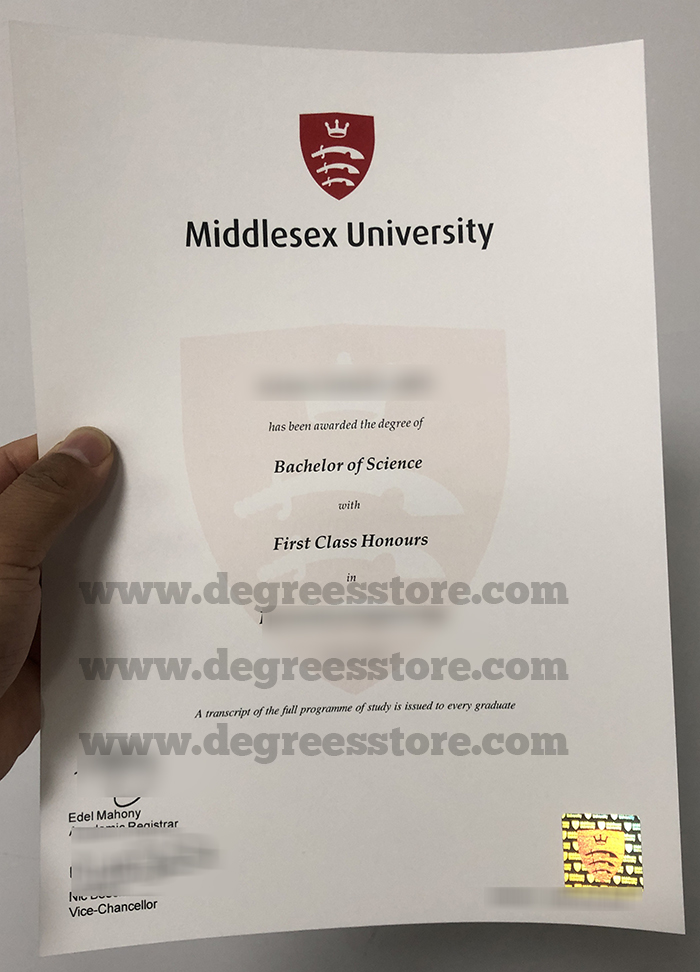 Middlesex University
has been awarded the degree of
Bachelor of Science
with
First Class Honours
in
www.degreesstore.com
www.degreesstore.com
A transcript of the full programme of study is issued to every graduate
www.degreesstore.com
Edel Mahony
Academic Registrar
Vice-Chancellor